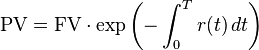 PV = FV · exp(−∫₀ᵀ r(t) dt)